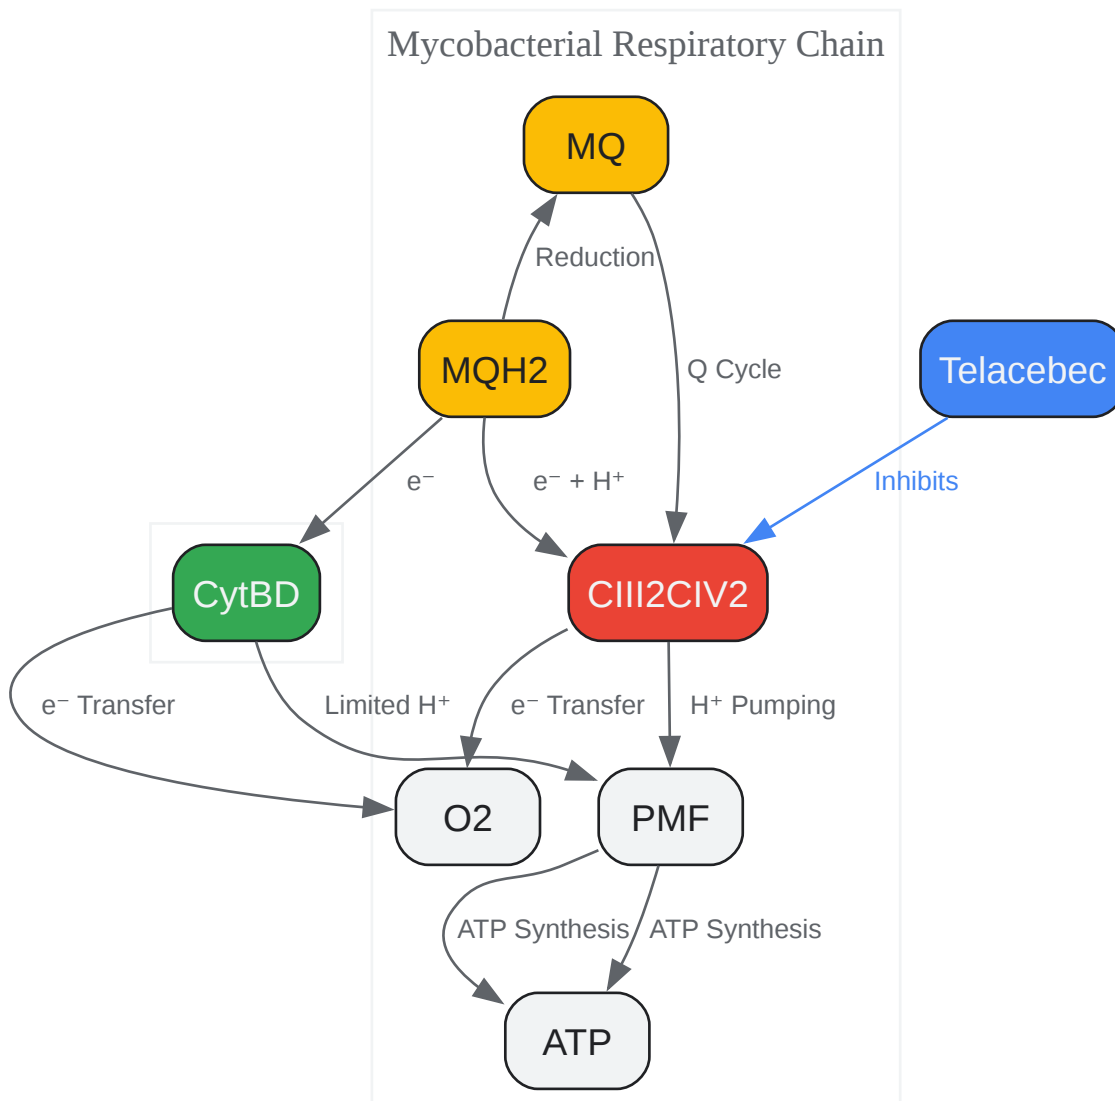 Mycobacterial Respiratory Chain
MQ
Reduction
MQH2
Q Cycle
Telacebec
e⁻
e⁻ + H⁺
Inhibits
CytBD
CIII2CIV2
e⁻ Transfer
Limited H⁺
e⁻ Transfer
H⁺ Pumping
O2
PMF
ATP Synthesis
ATP Synthesis
ATP